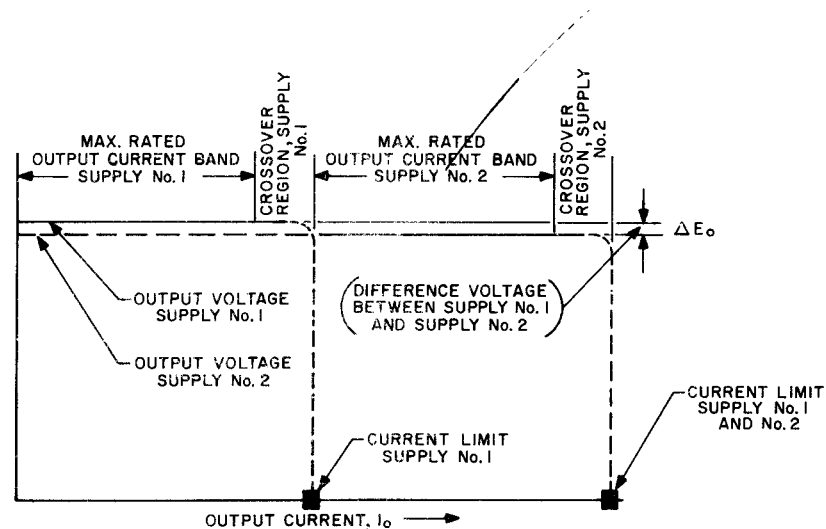 CROSSOVER
REGION, SUPPLY
No.1
CROSSOVER
REGION, SUPPLY
No.2
MAX. RATED
OUTPUT CURRENT BAND
SUPPLY No.1
MAX. RATED
OUTPUT CURRENT BAND
SUPPLY No.2
Δ Eo
OUTPUT VOLTAGE
SUPPLY No.1
(DIFFERENCE VOLTAGE
BETWEEN SUPPLY No.1
AND SUPPLY No.2)
OUTPUT VOLTAGE
SUPPLY No.2
CURRENT LIMIT
SUPPLY No.1
AND No.2
CURRENT LIMIT
SUPPLY No.1
OUTPUT CURRENT, Io